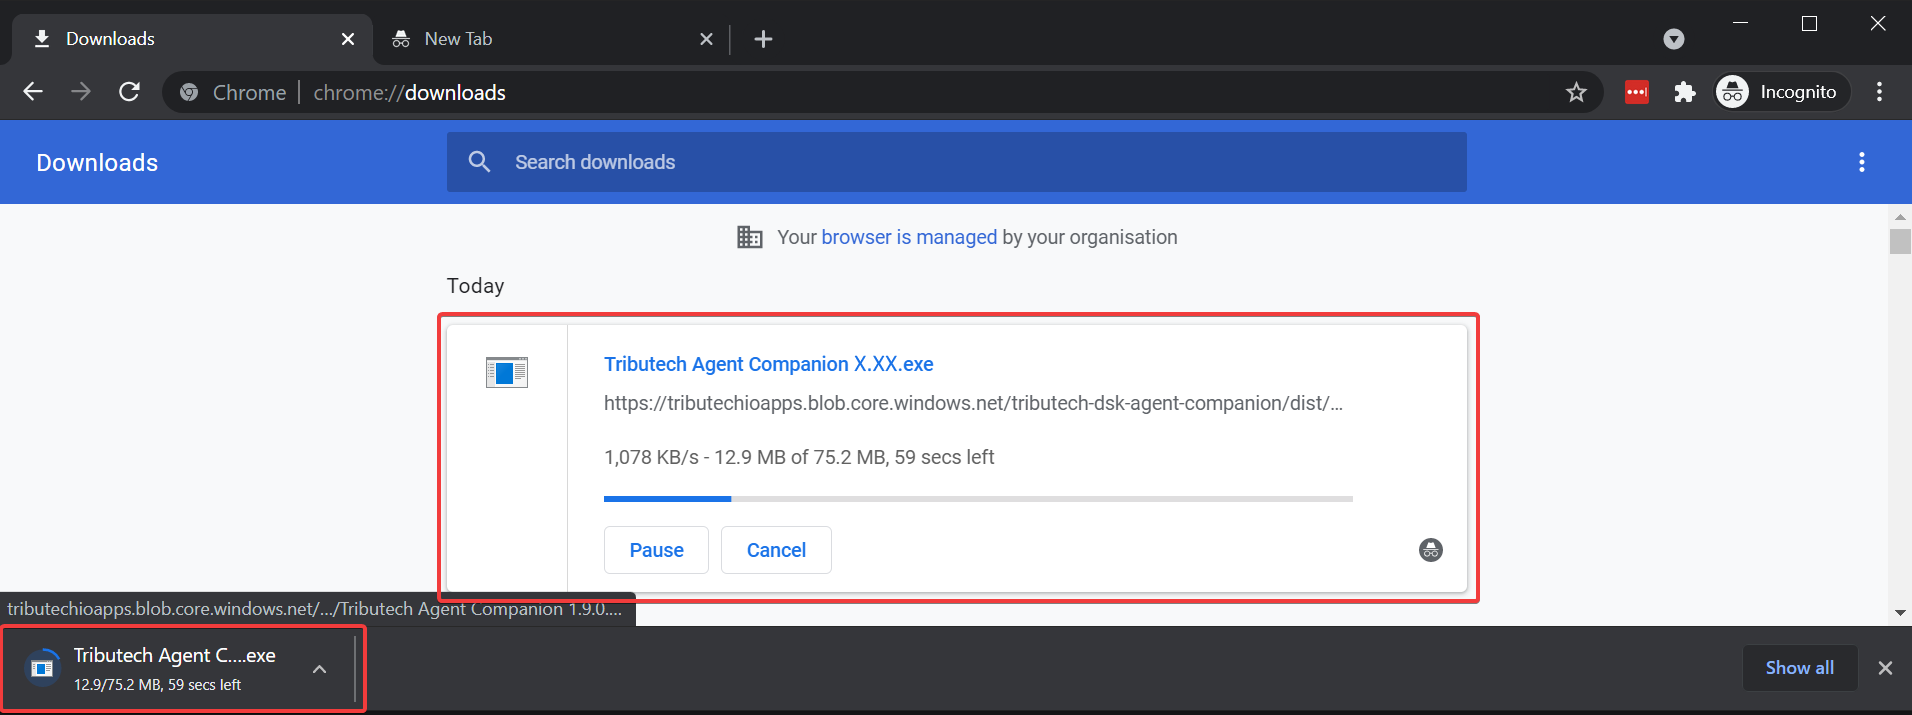 Downloads
New Tab
Chrome | chrome://downloads
Incognito
Downloads
Search downloads
Your browser is managed by your organisation
Today
Tributech Agent Companion X.XX.exe
https://tributechioapps.blob.core.windows.net/tributech-dsk-agent-companion/dist/...
1,078 KB/s - 12.9 MB of 75.2 MB, 59 secs left
Pause
Cancel
tributechioapps.blob.core.windows.net/.../Tributech Agent Companion 1.9.0....
Tributech Agent C....exe
12.9/75.2 MB, 59 secs left
Show all